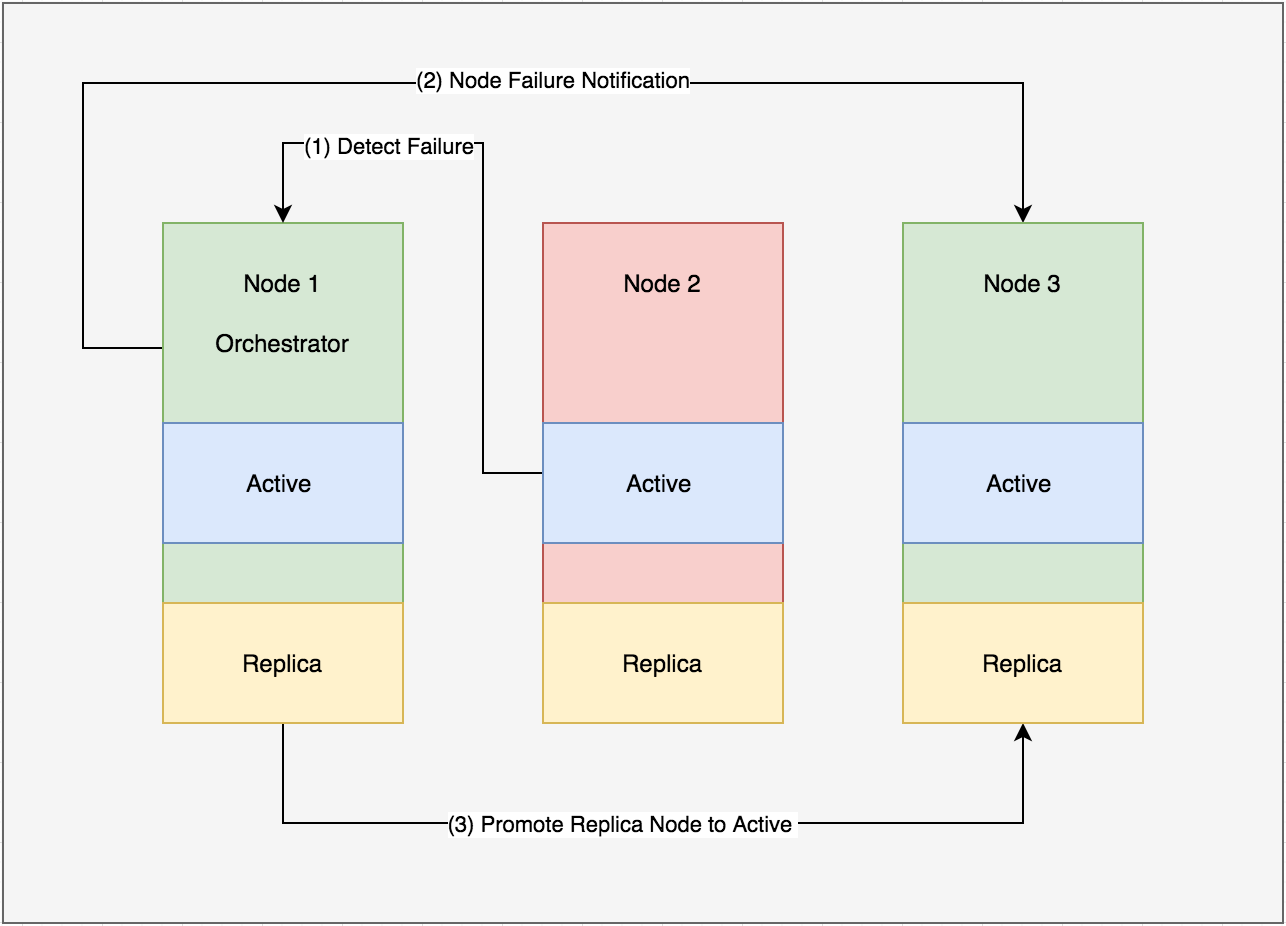 (2) Node Failure Notification
(1) Detect Failure
Node 1
Node 2
Node 3
Orchestrator
Active
Active
Active
Replica
Replica
Replica
(3) Promote Replica Node to Active